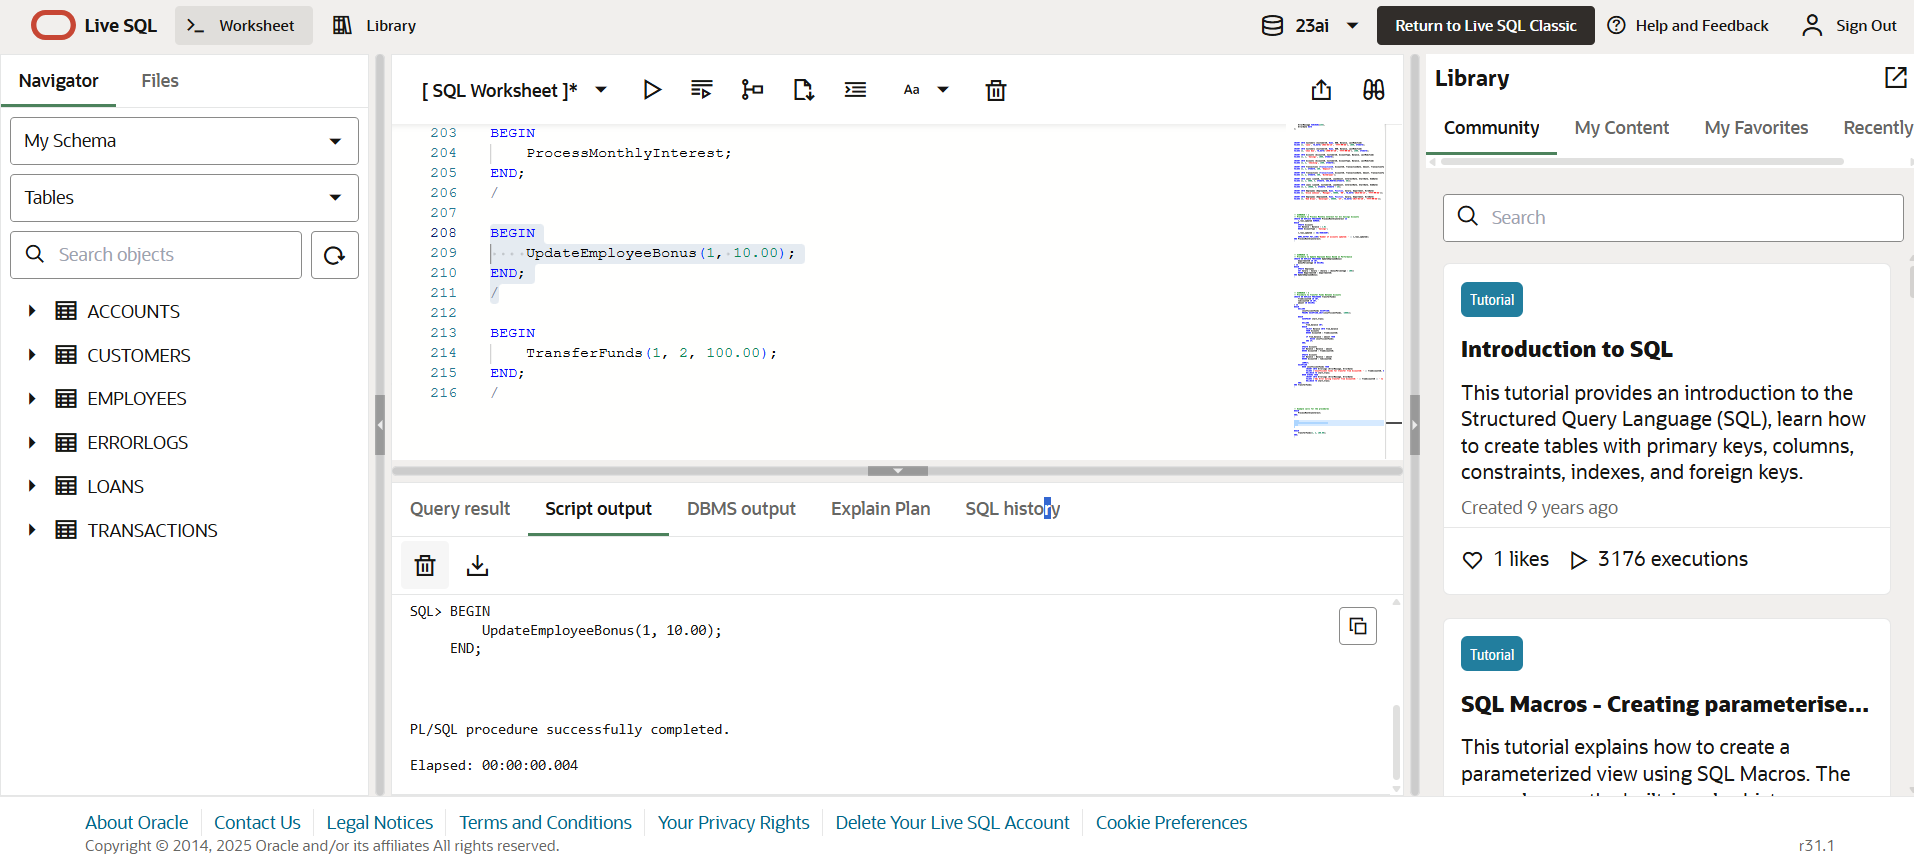 Live SQL
Worksheet
Library
23ai
Return to Live SQL Classic
Help and Feedback
Sign Out
Navigator
Files
My Schema
Tables
Search objects
ACCOUNTS
CUSTOMERS
EMPLOYEES
ERRORLOGS
LOANS
TRANSACTIONS
[ SQL Worksheet ]*
Aa
203 BEGIN
204 ProcessMonthlyInterest;
205 END;
206 /
207
208 BEGIN
209 UpdateEmployeeBonus(1, 10.00);
210 END;
211 /
212
213 BEGIN
214 TransferFunds(1, 2, 100.00);
215 END;
216 /
Query result
Script output
DBMS output
Explain Plan
SQL history
SQL> BEGIN
UpdateEmployeeBonus(1, 10.00);
END;
PL/SQL procedure successfully completed.
Elapsed: 00:00:00.004
Library
Community
My Content
My Favorites
Recently
Search
Tutorial
Introduction to SQL
This tutorial provides an introduction to the
Structured Query Language (SQL), learn how
to create tables with primary keys, columns,
constraints, indexes, and foreign keys.
Created 9 years ago
1 likes
3176 executions
Tutorial
SQL Macros - Creating parameterise...
This tutorial explains how to create a
parameterized view using SQL Macros. The
About Oracle
Contact Us
Legal Notices
Terms and Conditions
Your Privacy Rights
Delete Your Live SQL Account
Cookie Preferences
Copyright © 2014, 2025 Oracle and/or its affiliates All rights reserved.
r31.1